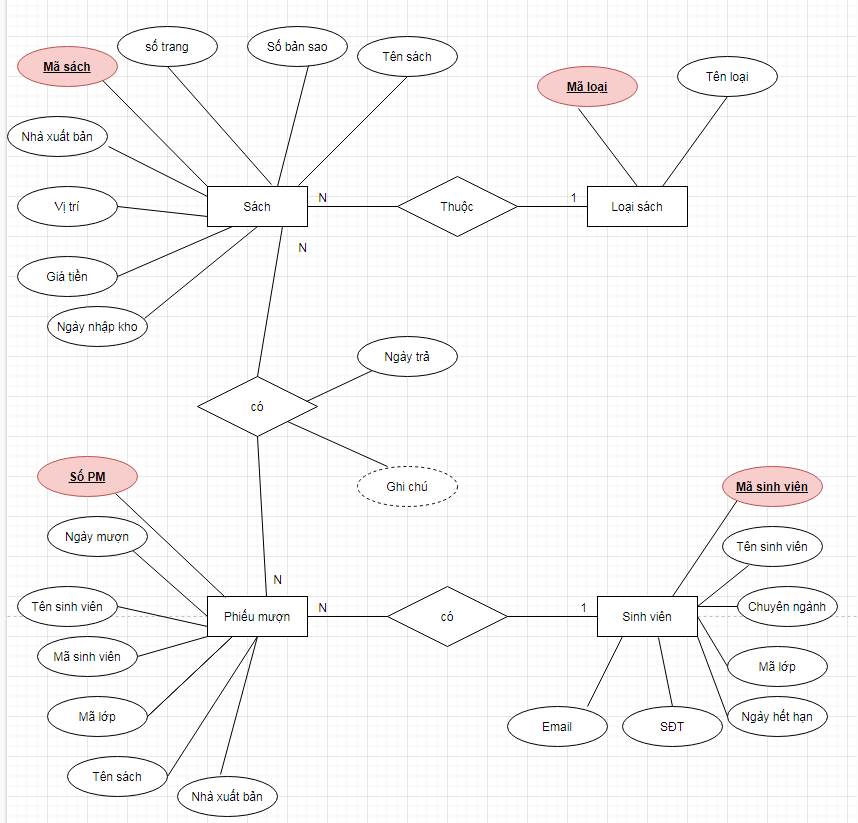 số trang
Số bản sao
Tên sách
Mã sách
Mã loại
Tên loại
Nhà xuất bản
Vị trí
Sách
N
Thuộc
1
Loại sách
N
Giá tiền
Ngày nhập kho
Ngày trả
có
Ghi chú
Số PM
Mã sinh viên
Ngày mượn
Tên sinh viên
N
Tên sinh viên
Phiếu mượn
N
có
1
Sinh viên
Chuyên ngành
Mã sinh viên
Mã lớp
Mã lớp
Ngày hết hạn
Email
SĐT
Tên sách
Nhà xuất bản